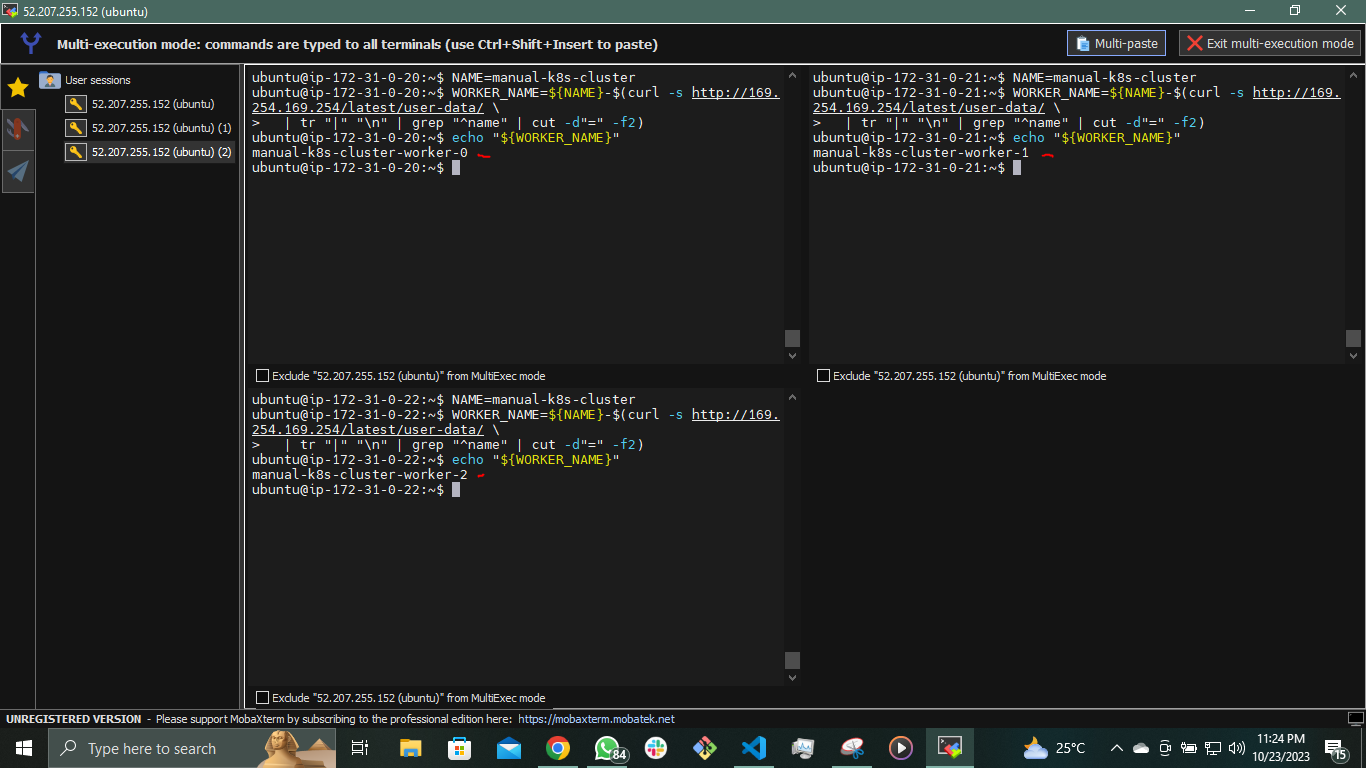 52.207.255.152 (ubuntu)
Multi-execution mode: commands are typed to all terminals (use Ctrl+Shift+Insert to paste)
Multi-paste
Exit multi-execution mode
User sessions
52.207.255.152 (ubuntu)
52.207.255.152 (ubuntu) (1)
52.207.255.152 (ubuntu) (2)
ubuntu@ip-172-31-0-20:~$ NAME=manual-k8s-cluster
ubuntu@ip-172-31-0-20:~$ WORKER_NAME=${NAME}-$(curl -s http://169.
254.169.254/latest/user-data/ \
>   | tr "|" "\n" | grep "^name" | cut -d"=" -f2)
ubuntu@ip-172-31-0-20:~$ echo "${WORKER_NAME}"
manual-k8s-cluster-worker-0
ubuntu@ip-172-31-0-20:~$
Exclude "52.207.255.152 (ubuntu)" from MultiExec mode
ubuntu@ip-172-31-0-21:~$ NAME=manual-k8s-cluster
ubuntu@ip-172-31-0-21:~$ WORKER_NAME=${NAME}-$(curl -s http://169.
254.169.254/latest/user-data/ \
>   | tr "|" "\n" | grep "^name" | cut -d"=" -f2)
ubuntu@ip-172-31-0-21:~$ echo "${WORKER_NAME}"
manual-k8s-cluster-worker-1
ubuntu@ip-172-31-0-21:~$
Exclude "52.207.255.152 (ubuntu)" from MultiExec mode
ubuntu@ip-172-31-0-22:~$ NAME=manual-k8s-cluster
ubuntu@ip-172-31-0-22:~$ WORKER_NAME=${NAME}-$(curl -s http://169.
254.169.254/latest/user-data/ \
>   | tr "|" "\n" | grep "^name" | cut -d"=" -f2)
ubuntu@ip-172-31-0-22:~$ echo "${WORKER_NAME}"
manual-k8s-cluster-worker-2
ubuntu@ip-172-31-0-22:~$
Exclude "52.207.255.152 (ubuntu)" from MultiExec mode
UNREGISTERED VERSION - Please support MobaXterm by subscribing to the professional edition here: https://mobaxterm.mobatek.net
Type here to search
84
25°C
11:24 PM
10/23/2023
15